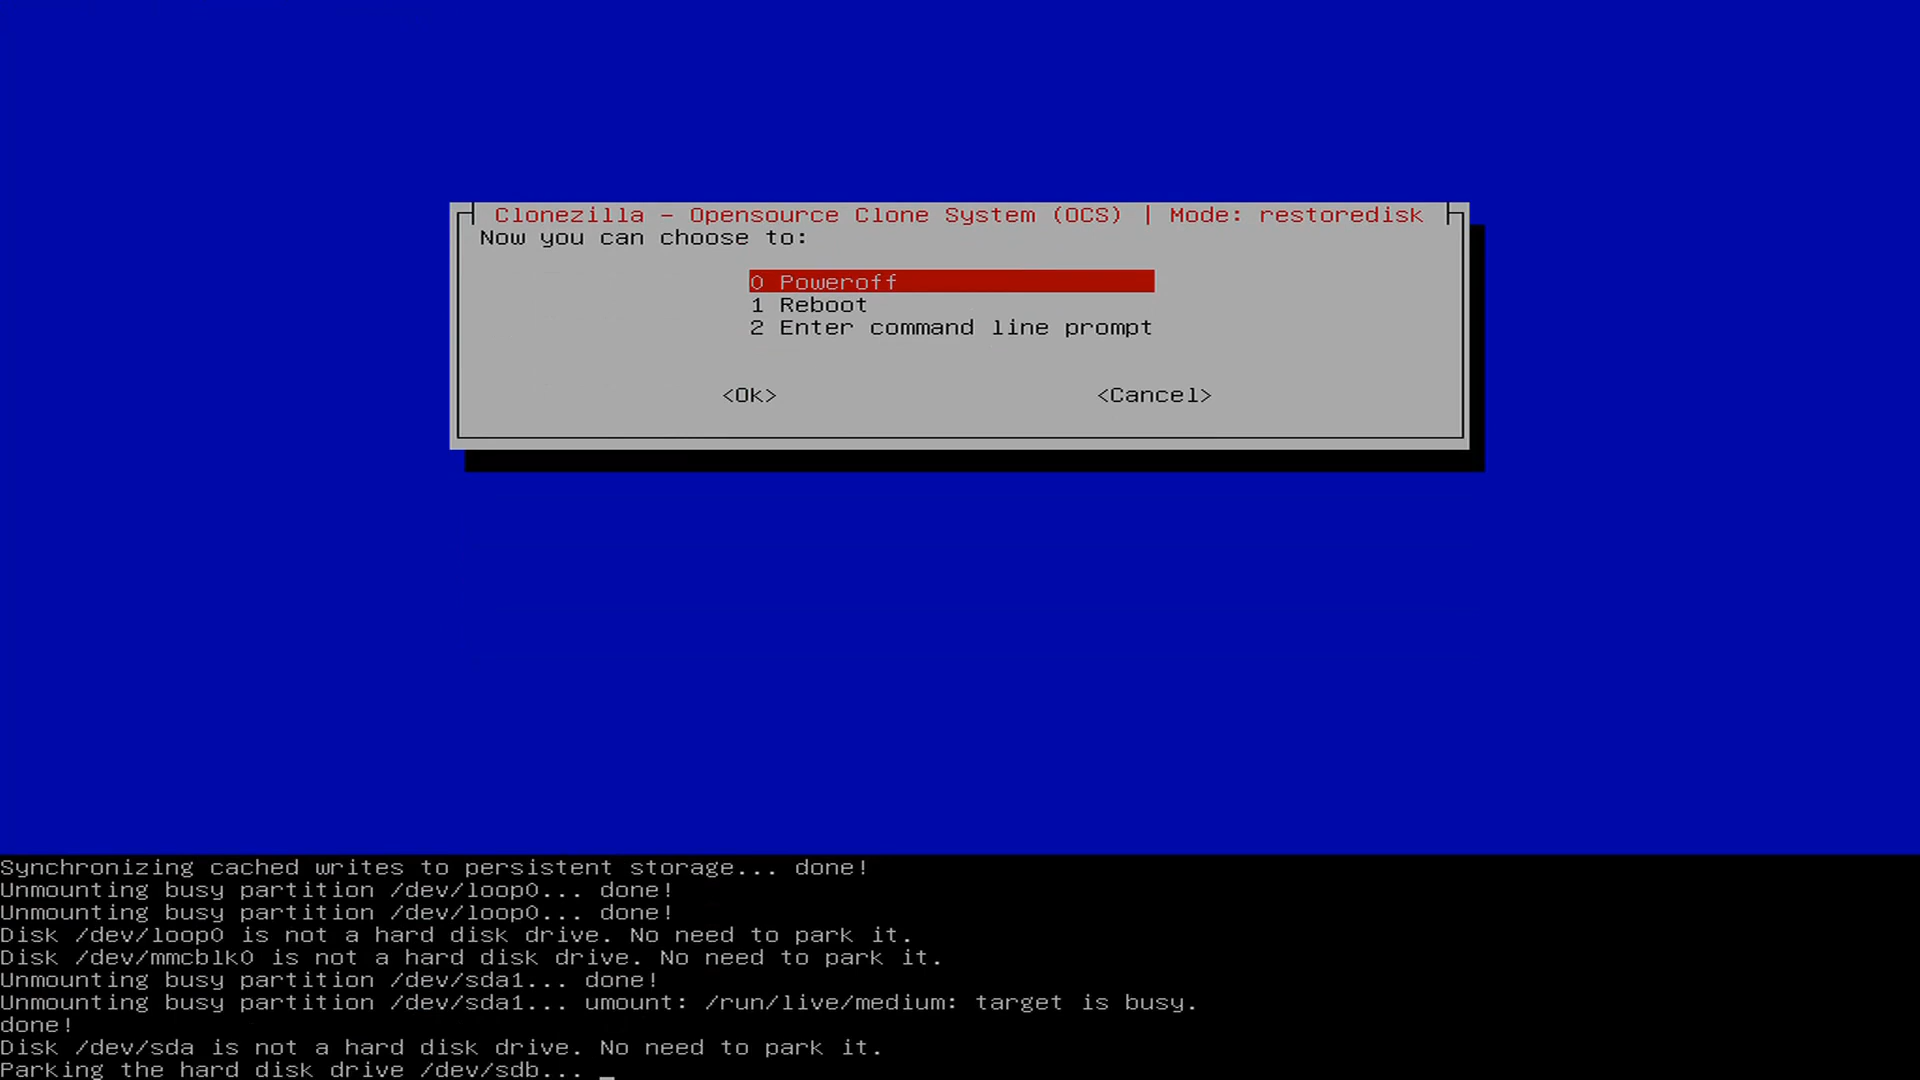 Clonezilla - Opensource Clone System (OCS) | Mode: restoredisk
Now you can choose to:
0 Poweroff
1 Reboot
2 Enter command line prompt
<Ok> <Cancel>
Synchronizing cached writes to persistent storage... done!
Unmounting busy partition /dev/loop0... done!
Unmounting busy partition /dev/loop0... done!
Disk /dev/loop0 is not a hard disk drive. No need to park it.
Disk /dev/mmcblk0 is not a hard disk drive. No need to park it.
Unmounting busy partition /dev/sda1... done!
Unmounting busy partition /dev/sda1... umount: /run/live/medium: target is busy.
done!
Disk /dev/sda is not a hard disk drive. No need to park it.
Parking the hard disk drive /dev/sdb... _